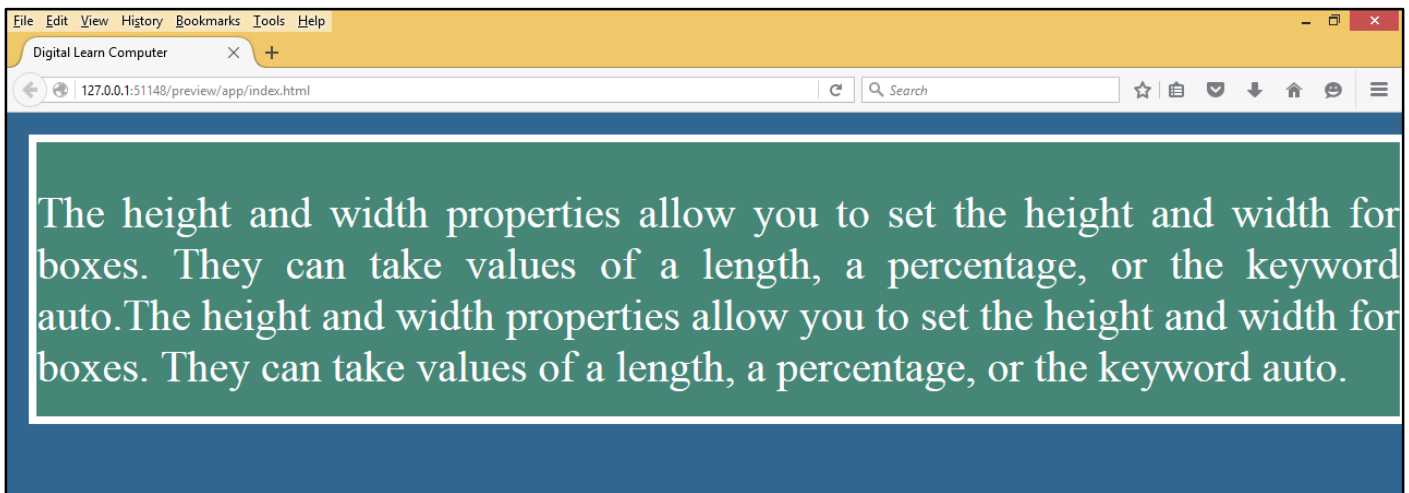 File Edit View History Bookmarks Tools Help
Digital Learn Computer
127.0.0.1:51148/preview/app/index.html
Search
The height and width properties allow you to set the height and width for
boxes. They can take values of a length, a percentage, or the keyword
auto.The height and width properties allow you to set the height and width for
boxes. They can take values of a length, a percentage, or the keyword auto.